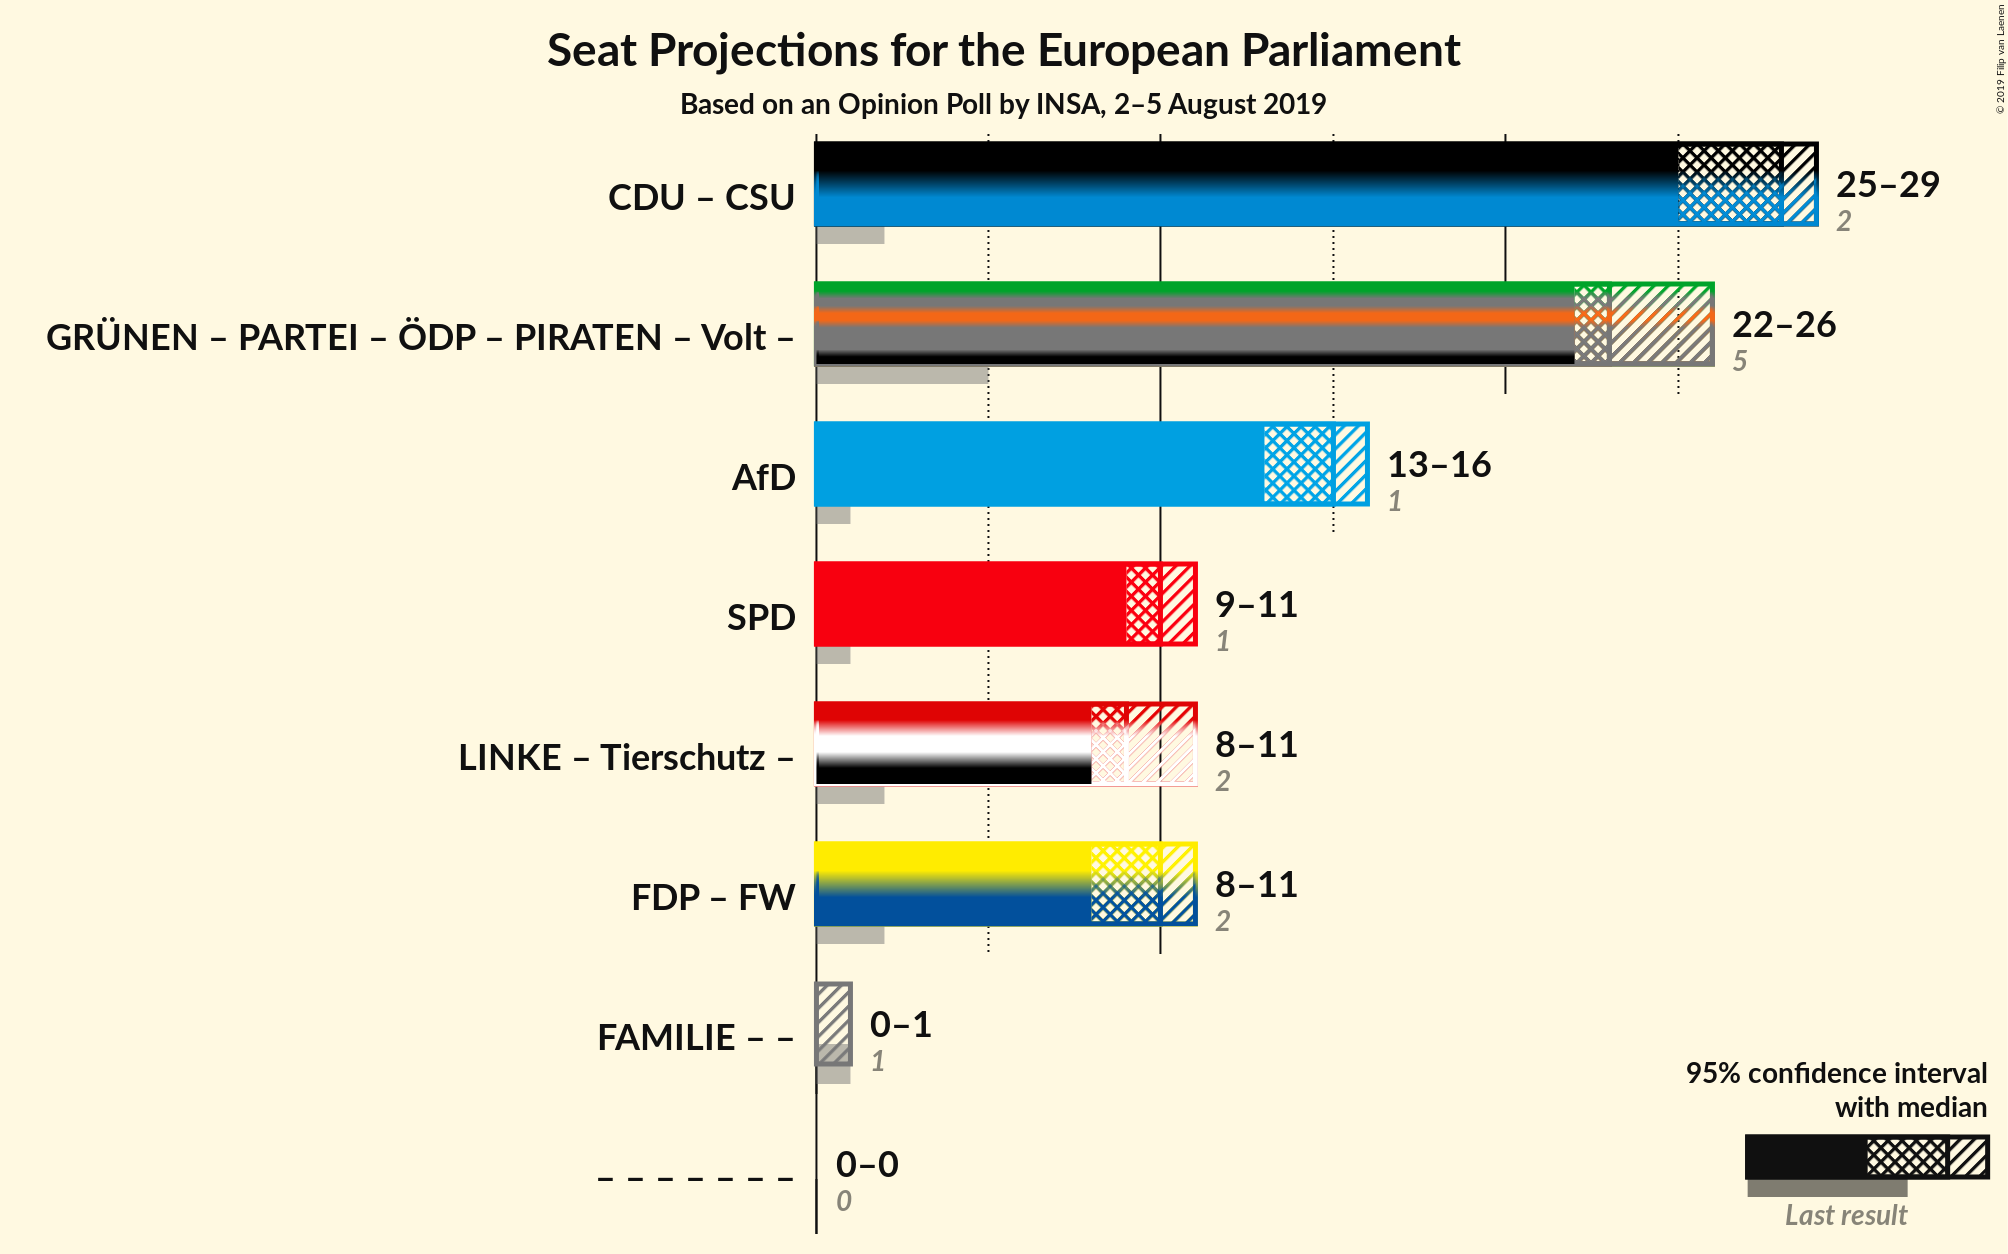 Seat Projections for the European Parliament
Based on an Opinion Poll by INSA, 2–5 August 2019
© 2019 Filip van Laenen
CDU – CSU
25–29
2
GRÜNEN – PARTEI – ÖDP – PIRATEN – Volt –
22–26
5
AfD
13–16
1
SPD
9–11
1
LINKE – Tierschutz –
8–11
2
FDP – FW
8–11
2
FAMILIE – –
0–1
1
– – – – – – –
0–0
0
95% confidence interval
with median
Last result